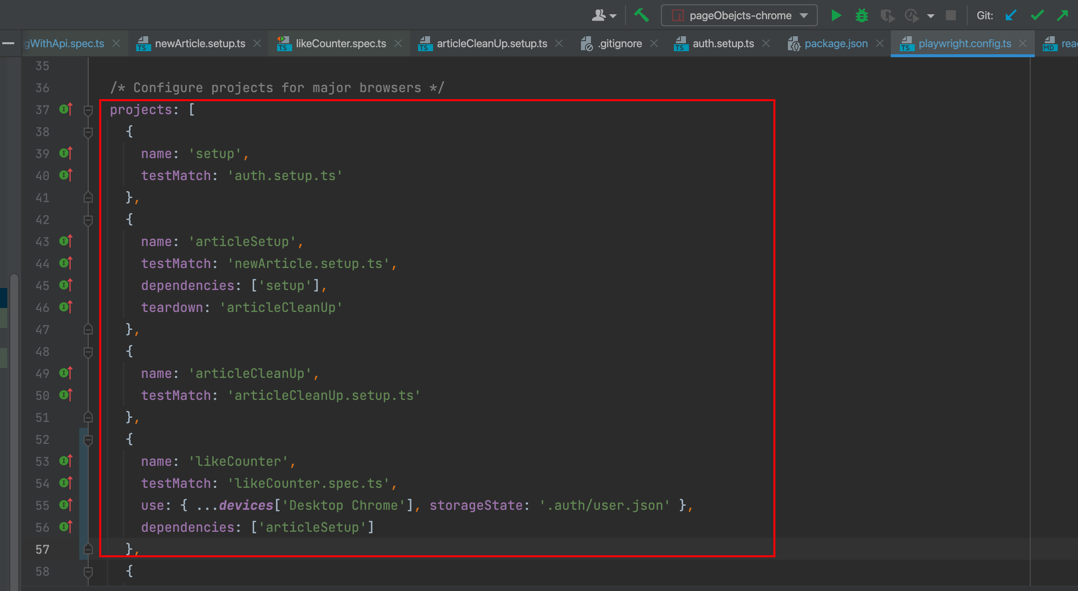 pageObejcts-chrome
Git:
gWithApi.spec.ts
newArticle.setup.ts
likeCounter.spec.ts
articleCleanUp.setup.ts
.gitignore
auth.setup.ts
package.json
playwright.config.ts
read
35
36 /* Configure projects for major browsers */
37 projects: [
38 {
39 name: 'setup',
40 testMatch: 'auth.setup.ts'
41 },
42 {
43 name: 'articleSetup',
44 testMatch: 'newArticle.setup.ts',
45 dependencies: ['setup'],
46 teardown: 'articleCleanUp'
47 },
48 {
49 name: 'articleCleanUp',
50 testMatch: 'articleCleanUp.setup.ts'
51 },
52 {
53 name: 'likeCounter',
54 testMatch: 'likeCounter.spec.ts',
55 use: { ...devices['Desktop Chrome'], storageState: '.auth/user.json' },
56 dependencies: ['articleSetup']
57 },
58 {